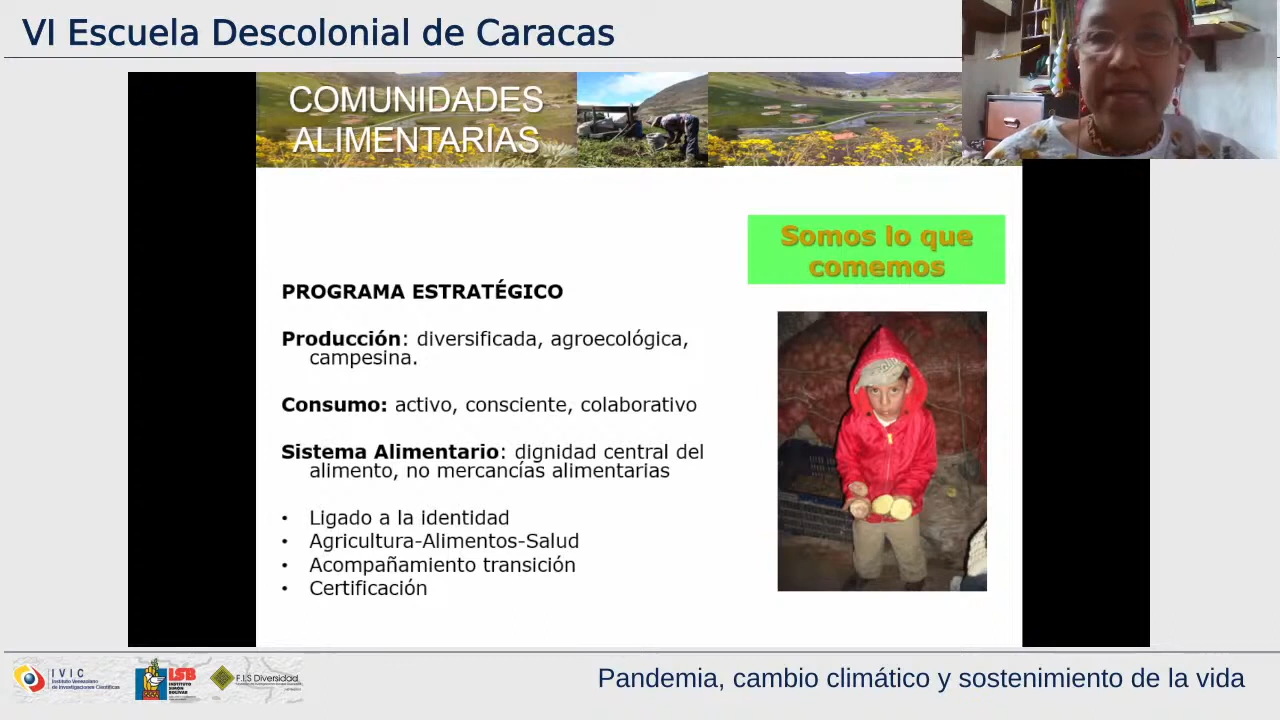 VI Escuela Descolonial de Caracas
COMUNIDADES
ALIMENTARIAS
Somos lo que
comemos
PROGRAMA ESTRATÉGICO
Producción: diversificada, agroecológica,
campesina.
Consumo: activo, consciente, colaborativo
Sistema Alimentario: dignidad central del
alimento, no mercancías alimentarias
• Ligado a la identidad
• Agricultura-Alimentos-Salud
• Acompañamiento transición
• Certificación
IVIC
Instituto Venezolano
de Investigaciones Científicas
ISB
INSTITUTO
SIMÓN
BOLÍVAR
F.I.S Diversidad
Pandemia, cambio climático y sostenimiento de la vida